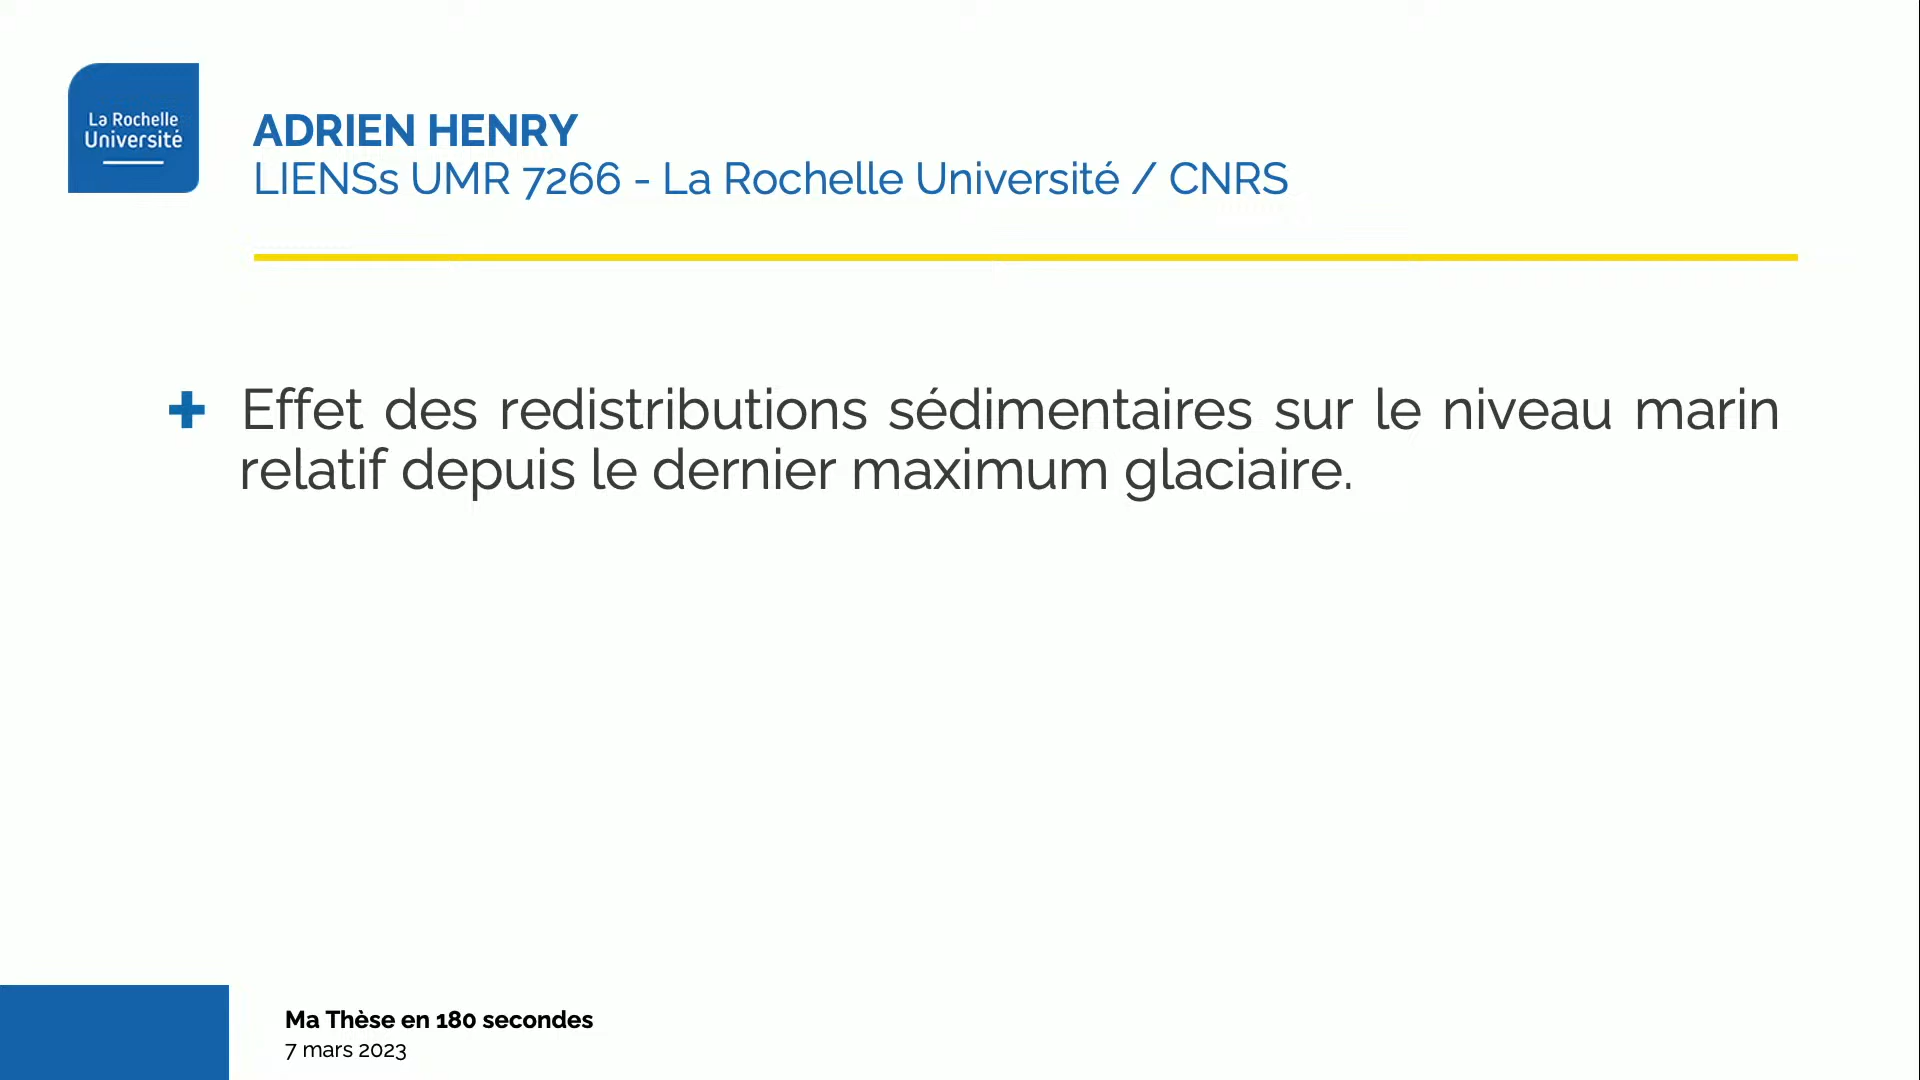 La Rochelle
Université
ADRIEN HENRY
LIENSs UMR 7266 - La Rochelle Université / CNRS
Effet des redistributions sédimentaires sur le niveau marin
relatif depuis le dernier maximum glaciaire.
Ma Thèse en 180 secondes
7 mars 2023